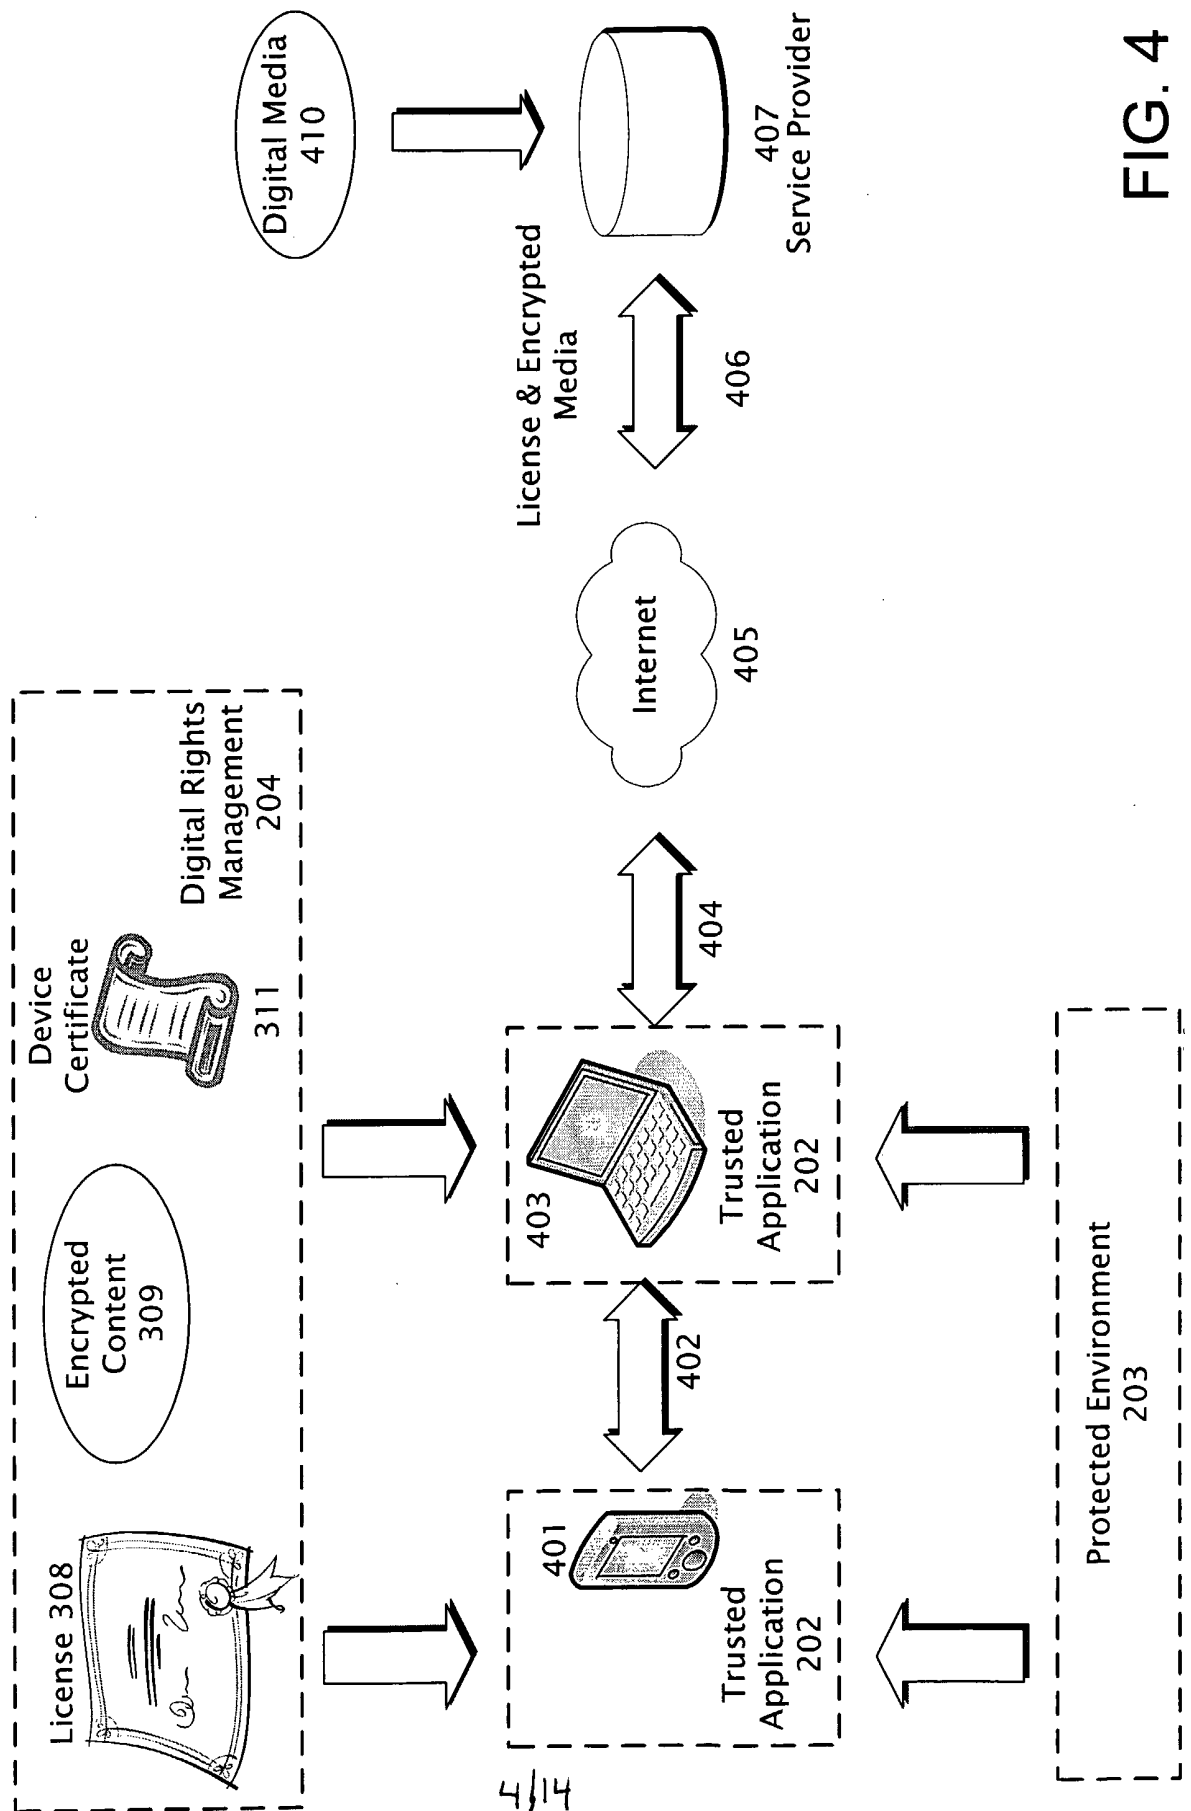 License 308
Encrypted
Content
309
Device
Certificate
311
Digital Rights
Management
204
Digital Media
410
401
Trusted
Application
202
402
403
Trusted
Application
202
404
Internet
405
License & Encrypted
Media
406
407
Service Provider
Protected Environment
203
FIG. 4
4/14